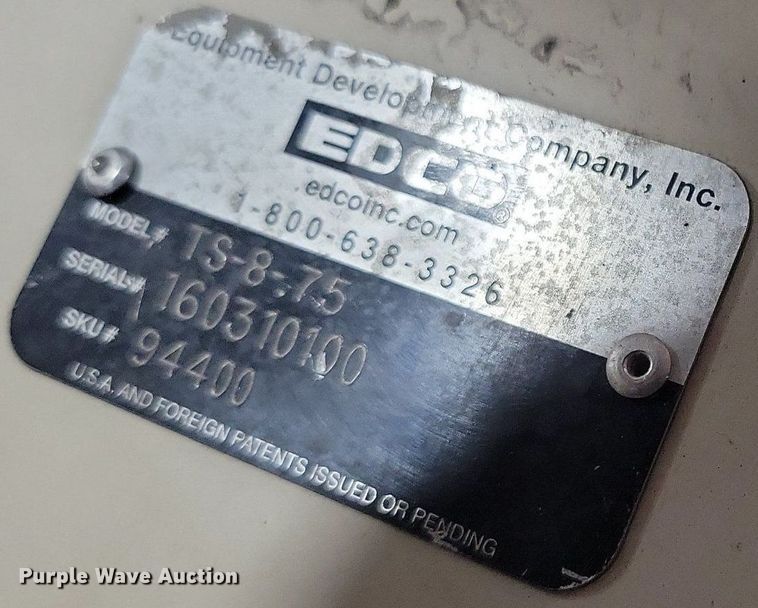 Equipment Development Company, Inc.
EDCO®
edcoinc.com
1-800-638-3326
MODEL# TS-8-.75
SERIAL# 160310100
SKU# 94400
U.S.A. AND FOREIGN PATENTS ISSUED OR PENDING
Purple Wave Auction